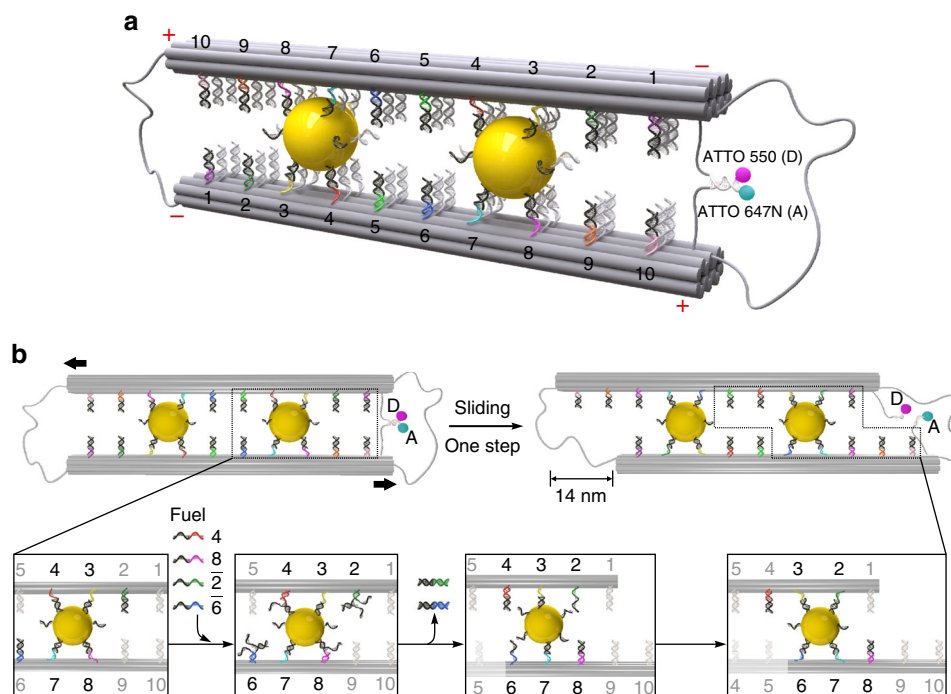 a
+
10 9 8 7 6 5 4 3 2 1
−
ATTO 550 (D)
ATTO 647N (A)
−
1 2 3 4 5 6 7 8 9 10
+
b
D
A
Sliding
One step
D
A
14 nm
Fuel
4
8
2̅
6̅
5 4 3 2 1
6 7 8 9 10
5 4 3 2 1
6 7 8 9 10
5 4 3 2 1
5 6 7 8 9 10
5 4 3 2 1
4 5 6 7 8 9 10